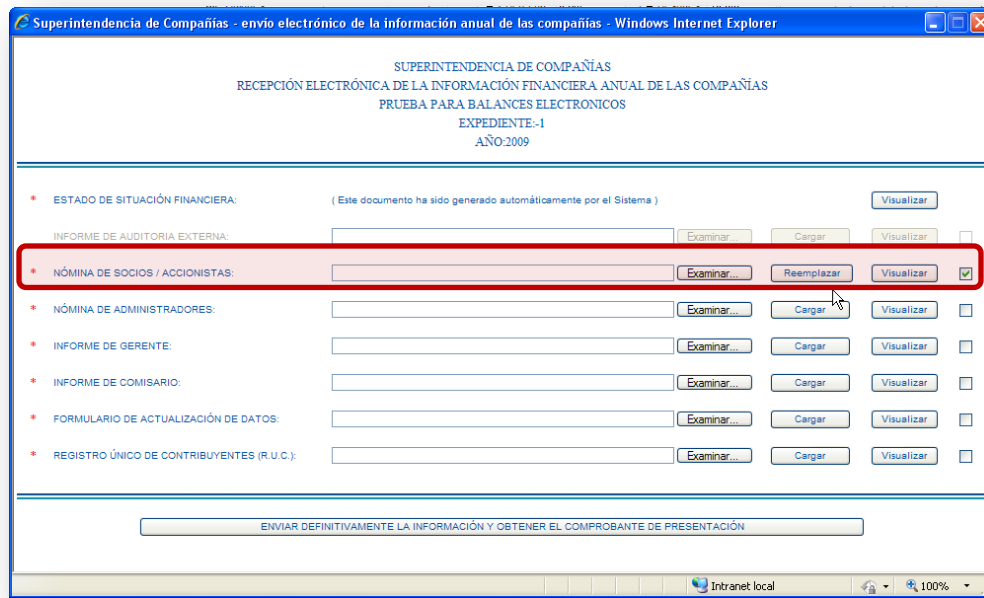 Superintendencia de Compañías - envío electrónico de la información anual de las compañías - Windows Internet Explorer
SUPERINTENDENCIA DE COMPAÑÍAS
RECEPCIÓN ELECTRÓNICA DE LA INFORMACIÓN FINANCIERA ANUAL DE LAS COMPAÑÍAS
PRUEBA PARA BALANCES ELECTRONICOS
EXPEDIENTE:-1
AÑO:2009
* ESTADO DE SITUACIÓN FINANCIERA: ( Este documento ha sido generado automáticamente por el Sistema ) Visualizar
INFORME DE AUDITORIA EXTERNA: Examinar... Cargar Visualizar
* NÓMINA DE SOCIOS / ACCIONISTAS: Examinar... Reemplazar Visualizar
* NÓMINA DE ADMINISTRADORES: Examinar... Cargar Visualizar
* INFORME DE GERENTE: Examinar... Cargar Visualizar
* INFORME DE COMISARIO: Examinar... Cargar Visualizar
* FORMULARIO DE ACTUALIZACIÓN DE DATOS: Examinar... Cargar Visualizar
* REGISTRO ÚNICO DE CONTRIBUYENTES (R.U.C.): Examinar... Cargar Visualizar
ENVIAR DEFINITIVAMENTE LA INFORMACIÓN Y OBTENER EL COMPROBANTE DE PRESENTACIÓN
Intranet local 100%